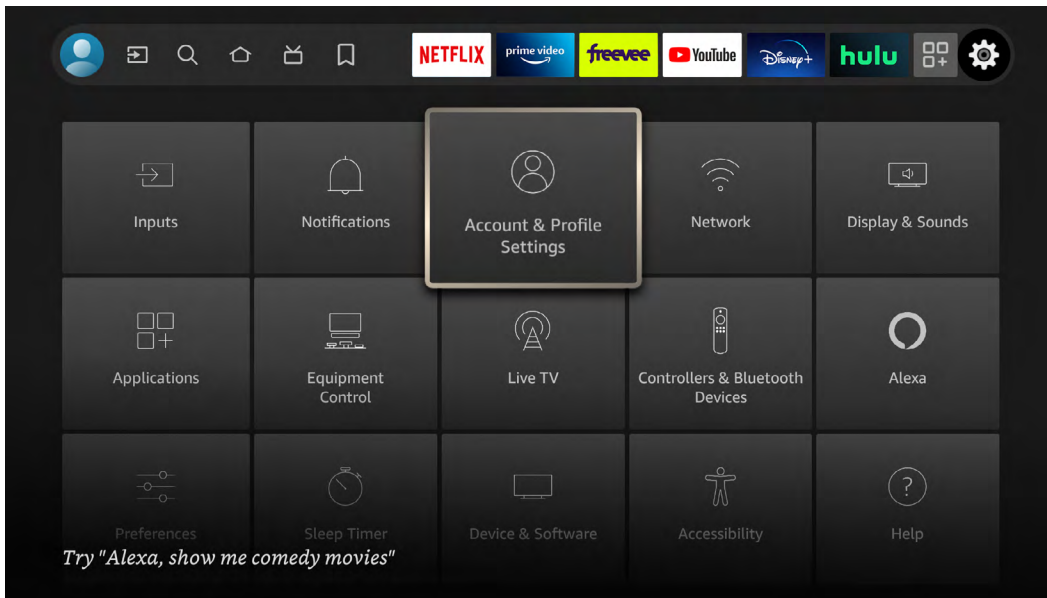 NETFLIX
prime video
freevee
YouTube
Disney+
hulu
Inputs
Notifications
Account & Profile
Settings
Network
Display & Sounds
Applications
Equipment
Control
Live TV
Controllers & Bluetooth
Devices
Alexa
Preferences
Sleep Timer
Device & Software
Accessibility
Help
Try "Alexa, show me comedy movies"